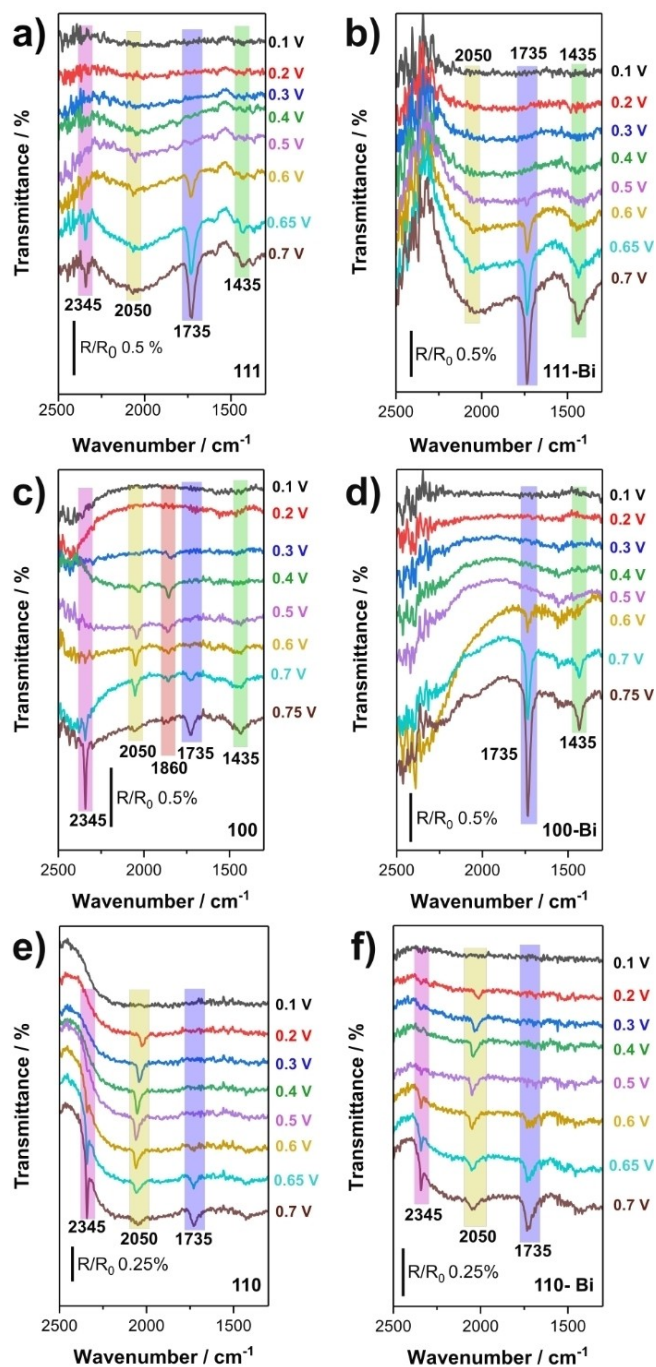 a)
Transmittance / %
0.1 V
0.2 V
0.3 V
0.4 V
0.5 V
0.6 V
0.65 V
0.7 V
2345
2050
1735
1435
R/R0 0.5 %
111
2500
2000
1500
Wavenumber / cm-1
b)
Transmittance / %
2050
1735
1435
0.1 V
0.2 V
0.3 V
0.4 V
0.5 V
0.6 V
0.65 V
0.7 V
R/R0 0.5%
111-Bi
2500
2000
1500
Wavenumber / cm-1
c)
Transmittance / %
0.1 V
0.2 V
0.3 V
0.4 V
0.5 V
0.6 V
0.7 V
0.75 V
2050
1735
1435
1860
2345
R/R0 0.5%
100
2500
2000
1500
Wavenumber / cm-1
d)
Transmittance / %
0.1 V
0.2 V
0.3 V
0.4 V
0.5 V
0.6 V
0.7 V
0.75 V
1735
1435
R/R0 0.5%
100-Bi
2500
2000
1500
Wavenumber / cm-1
e)
Transmittance / %
0.1 V
0.2 V
0.3 V
0.4 V
0.5 V
0.6 V
0.65 V
0.7 V
2345
2050
1735
R/R0 0.25%
110
2500
2000
1500
Wavenumber / cm-1
f)
Transmittance / %
0.1 V
0.2 V
0.3 V
0.4 V
0.5 V
0.6 V
0.65 V
0.7 V
2345
2050
1735
R/R0 0.25%
110- Bi
2500
2000
1500
Wavenumber / cm-1